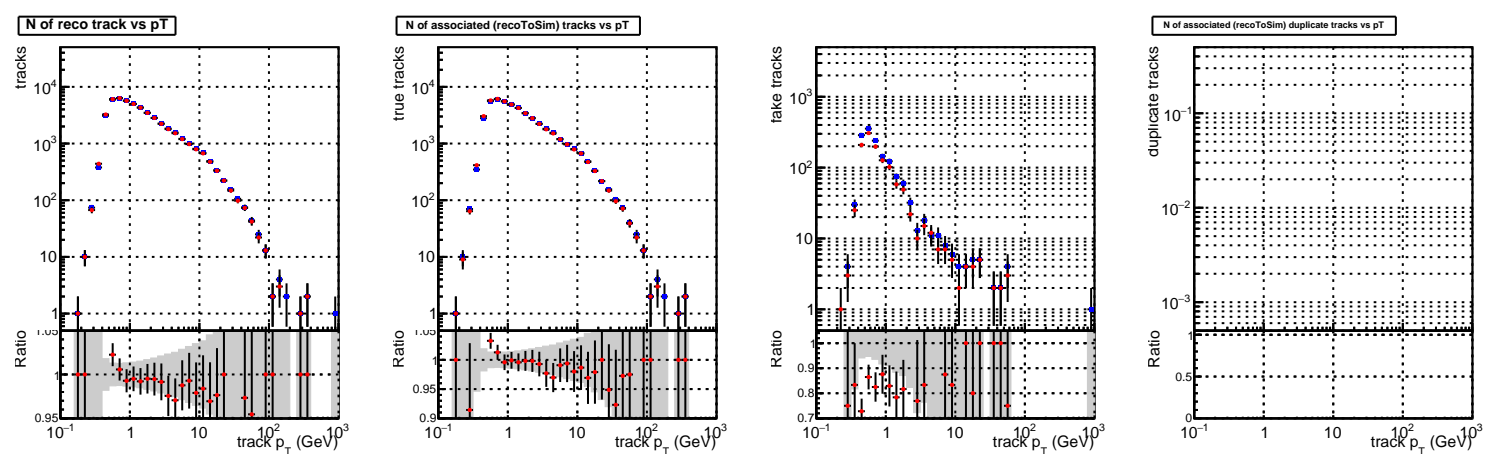 N of reco track vs pT
tracks
10^4
10^3
10^2
10
1
Ratio
1.05
1
0.95
10^-1 1 10 10^2 10^3
track p_T (GeV)
N of associated (recoToSim) tracks vs pT
true tracks
10^4
10^3
10^2
10
1
Ratio
1.05
1
0.95
0.9
10^-1 1 10 10^2 10^3
track p_T (GeV)
fake tracks
10^3
10^2
10
1
Ratio
1
0.9
0.8
0.7
10^-1 1 10 10^2 10^3
track p_T (GeV)
N of associated (recoToSim) duplicate tracks vs pT
duplicate tracks
10^-1
10^-2
10^-3
Ratio
1
0.5
0
10^-1 1 10 10^2 10^3
track p_T (GeV)